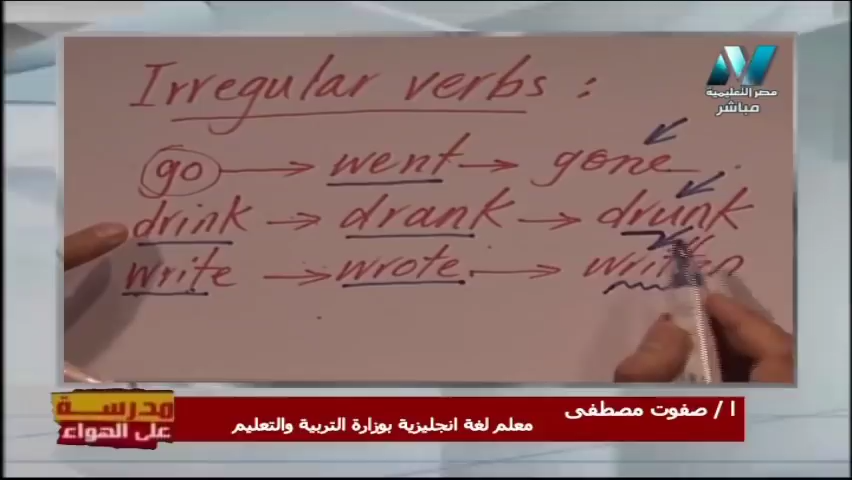 Irregular verbs :
مصر التعليمية
مباشر
go → went → gone
drink → drank → drunk
write → wrote → written
مدرسة
على الهواء
ا / صفوت مصطفى
معلم لغة انجليزية بوزارة التربية والتعليم